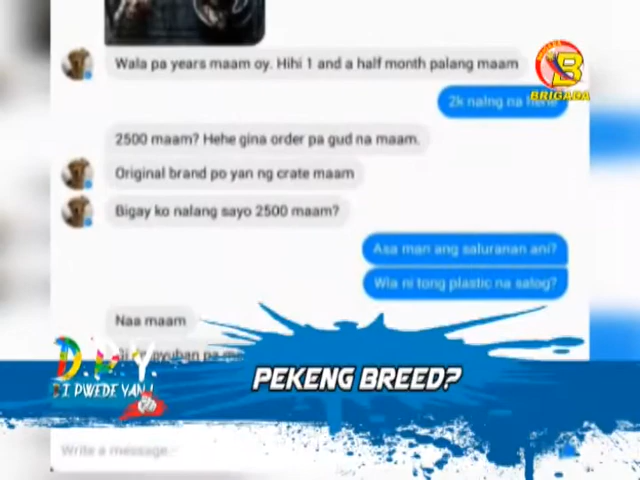 Wala pa years maam oy. Hihi 1 and a half month palang maam
BRIGADA
2k nalng na hehe
2500 maam? Hehe gina order pa gud na maam.
Original brand po yan ng crate maam
Bigay ko nalang sayo 2500 maam?
Asa man ang saluranan ani?
Wla ni tong plastic na salog?
Naa maam
D.P.Y.
DI PWEDE YAN!
PEKENG BREED?
Write a message...